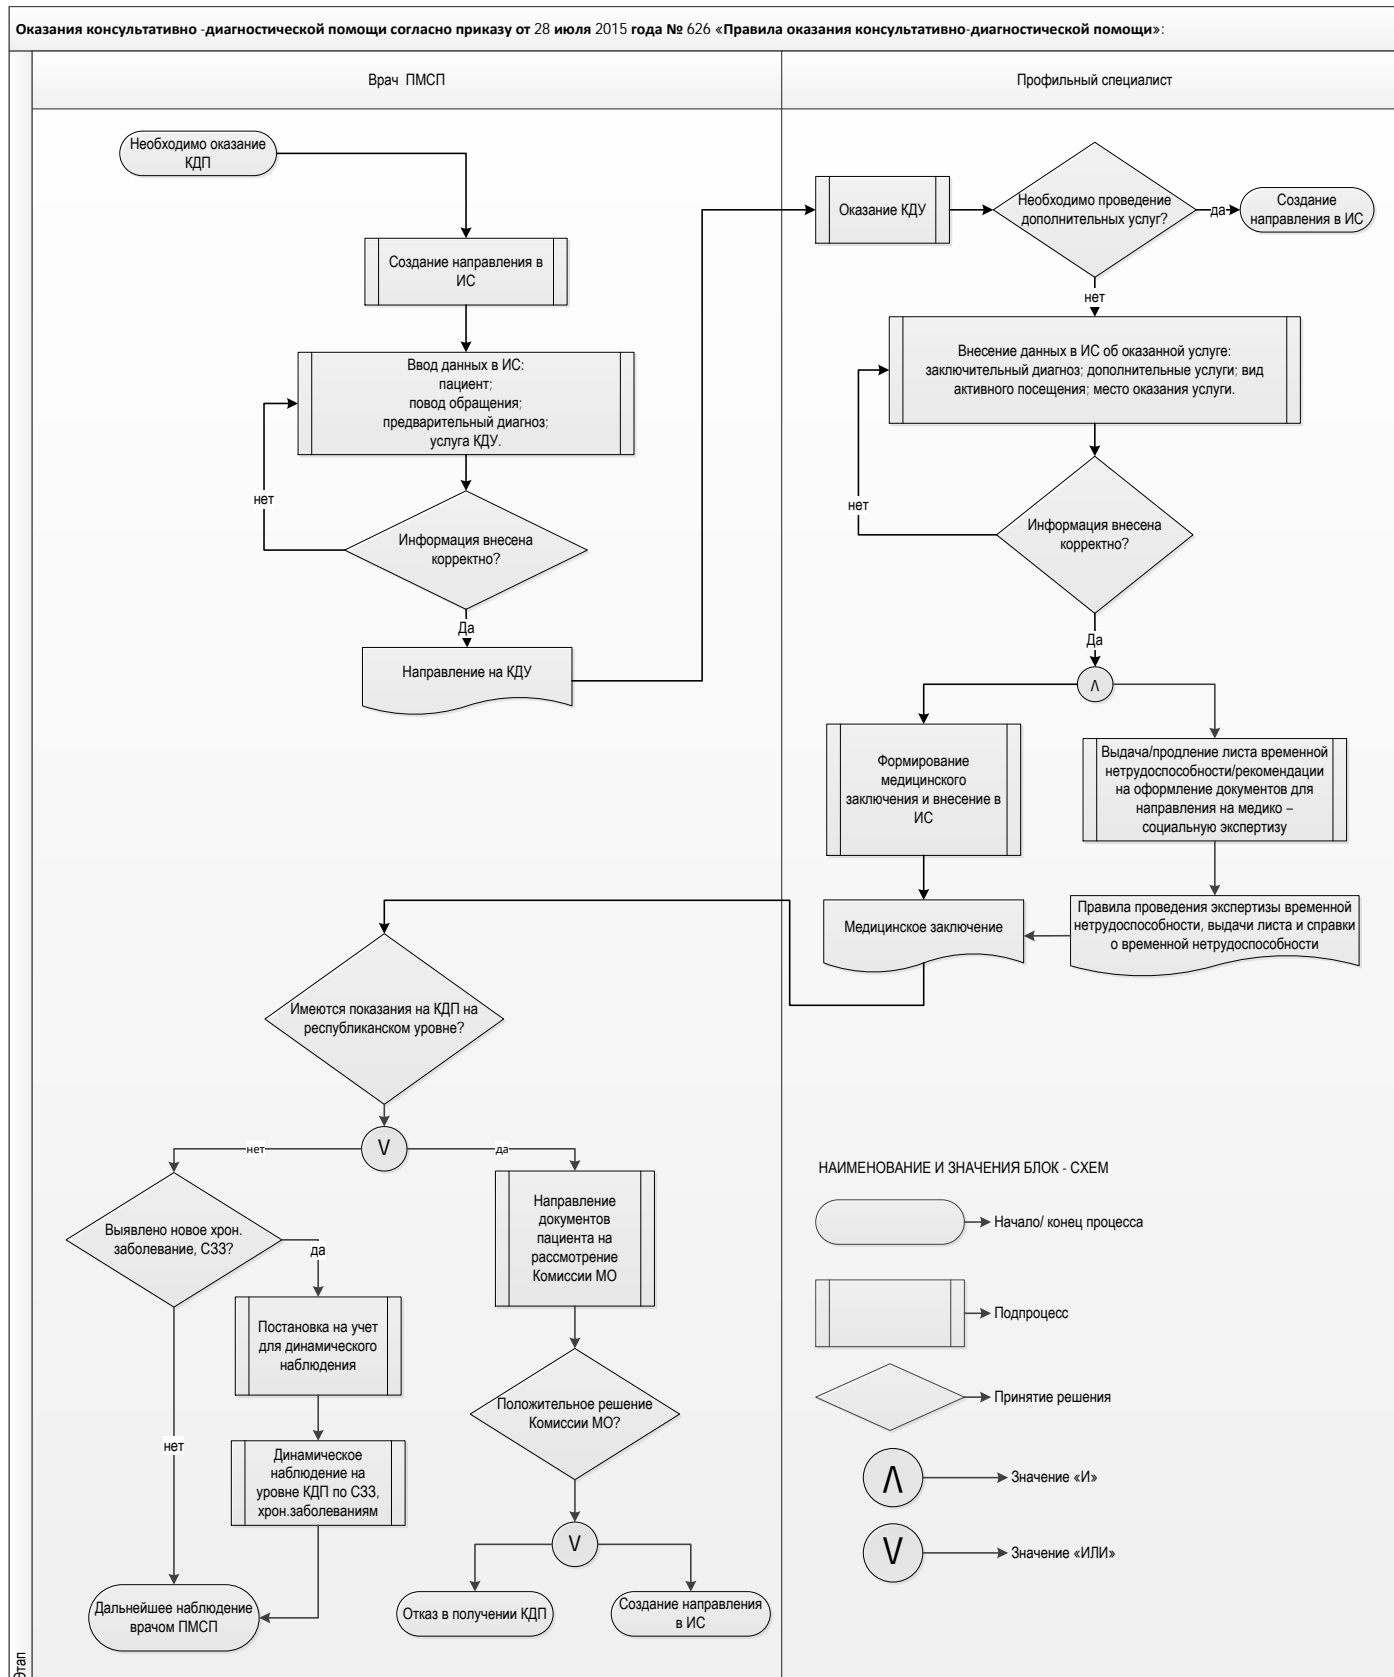 Оказания консультативно -диагностической помощи согласно приказу от 28 июля 2015 года № 626 «Правила оказания консультативно-диагностической помощи»:
Врач ПМСП
Профильный специалист
Необходимо оказание
КДП
Создание направления в
ИС
Ввод данных в ИС:
пациент;
повод обращения;
предварительный диагноз;
услуга КДУ.
нет
Информация внесена
корректно?
Да
Направление на КДУ
Оказание КДУ
Необходимо проведение
дополнительных услуг?
да
Создание
направления в ИС
нет
Внесение данных в ИС об оказанной услуге:
заключительный диагноз; дополнительные услуги; вид
активного посещения; место оказания услуги.
нет
Информация внесена
корректно?
Да
Λ
Формирование
медицинского
заключения и внесение в
ИС
Выдача/продление листа временной
нетрудоспособности/рекомендации
на оформление документов для
направления на медико –
социальную экспертизу
Медицинское заключение
Правила проведения экспертизы временной
нетрудоспособности, выдачи листа и справки
о временной нетрудоспособности
Имеются показания на КДП на
республиканском уровне?
нет
V
да
Выявлено новое хрон.
заболевание, СЗЗ?
да
Постановка на учет
для динамического
наблюдения
нет
Динамическое
наблюдение на
уровне КДП по СЗЗ,
хрон.заболеваниям
Дальнейшее наблюдение
врачом ПМСП
Направление
документов
пациента на
рассмотрение
Комиссии МО
Положительное решение
Комиссии МО?
V
Отказ в получении КДП
Создание направления
в ИС
НАИМЕНОВАНИЕ И ЗНАЧЕНИЯ БЛОК - СХЕМ
Начало/ конец процесса
Подпроцесс
Принятие решения
Λ
Значение «И»
V
Значение «ИЛИ»
Этап